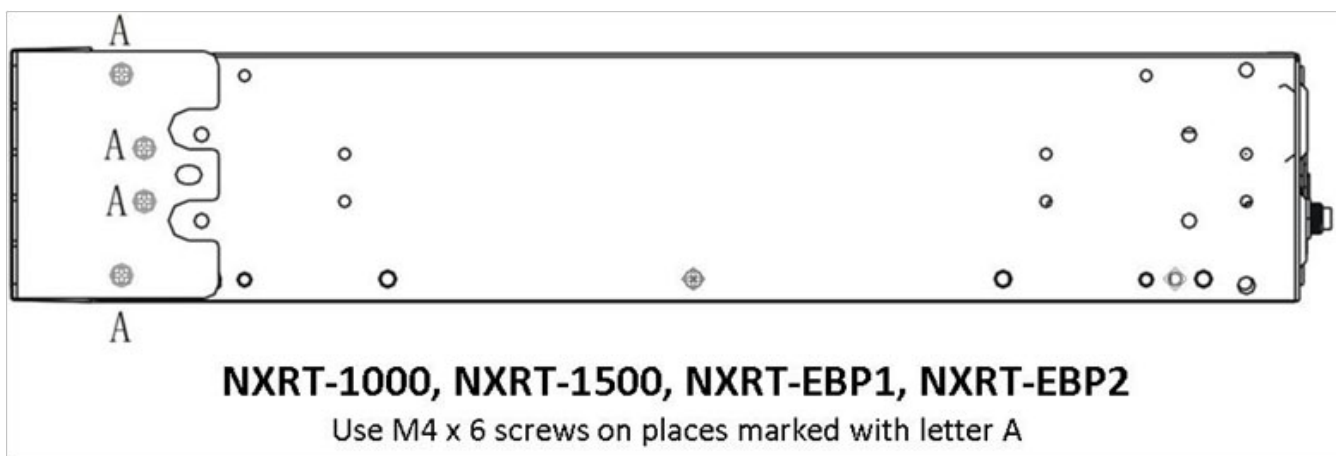 A
A
A
A
NXRT-1000, NXRT-1500, NXRT-EBP1, NXRT-EBP2
Use M4 x 6 screws on places marked with letter A